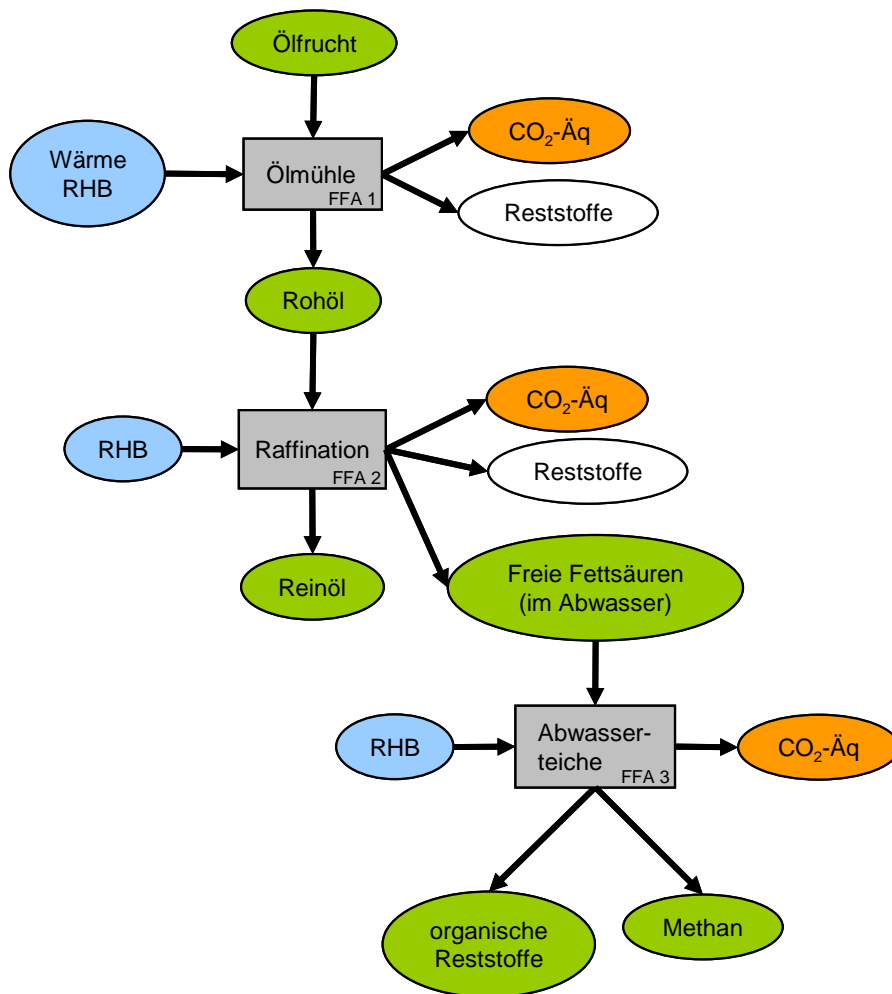 Ölfrucht
CO₂-Äq
Wärme
RHB
Ölmühle
FFA 1
Reststoffe
Rohöl
CO₂-Äq
RHB
Raffination
FFA 2
Reststoffe
Reinöl
Freie Fettsäuren
(im Abwasser)
RHB
Abwasser-
teiche
FFA 3
CO₂-Äq
organische
Reststoffe
Methan